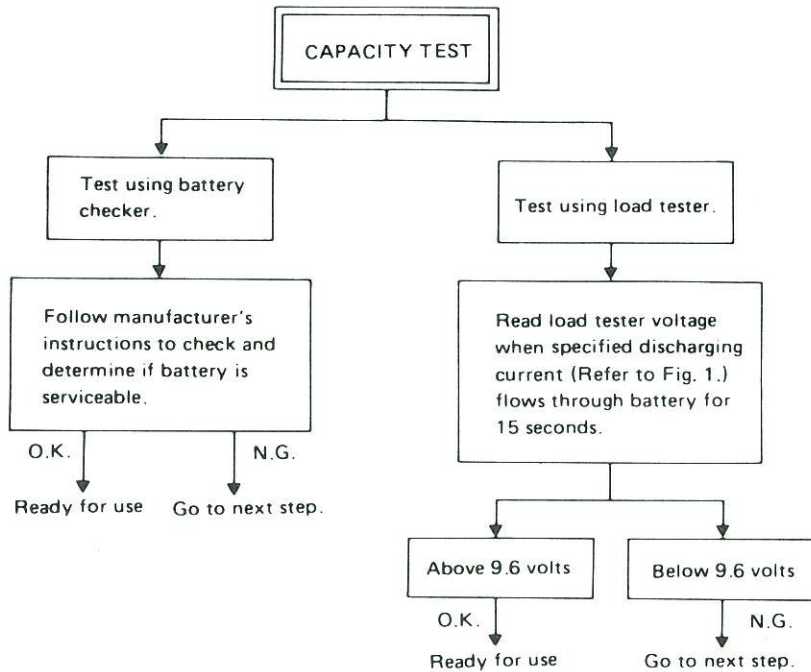 CAPACITY TEST
Test using battery
checker.
Follow manufacturer's
instructions to check and
determine if battery is
serviceable.
O.K.
N.G.
Ready for use
Go to next step.
Test using load tester.
Read load tester voltage
when specified discharging
current (Refer to Fig. 1.)
flows through battery for
15 seconds.
Above 9.6 volts
Below 9.6 volts
O.K.
N.G.
Ready for use
Go to next step.